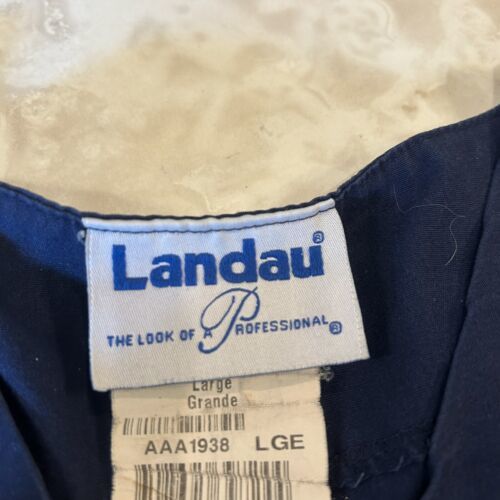 Landau®
THE LOOK OF A PROFESSIONAL®
Large
Grande
AAA1938 LGE